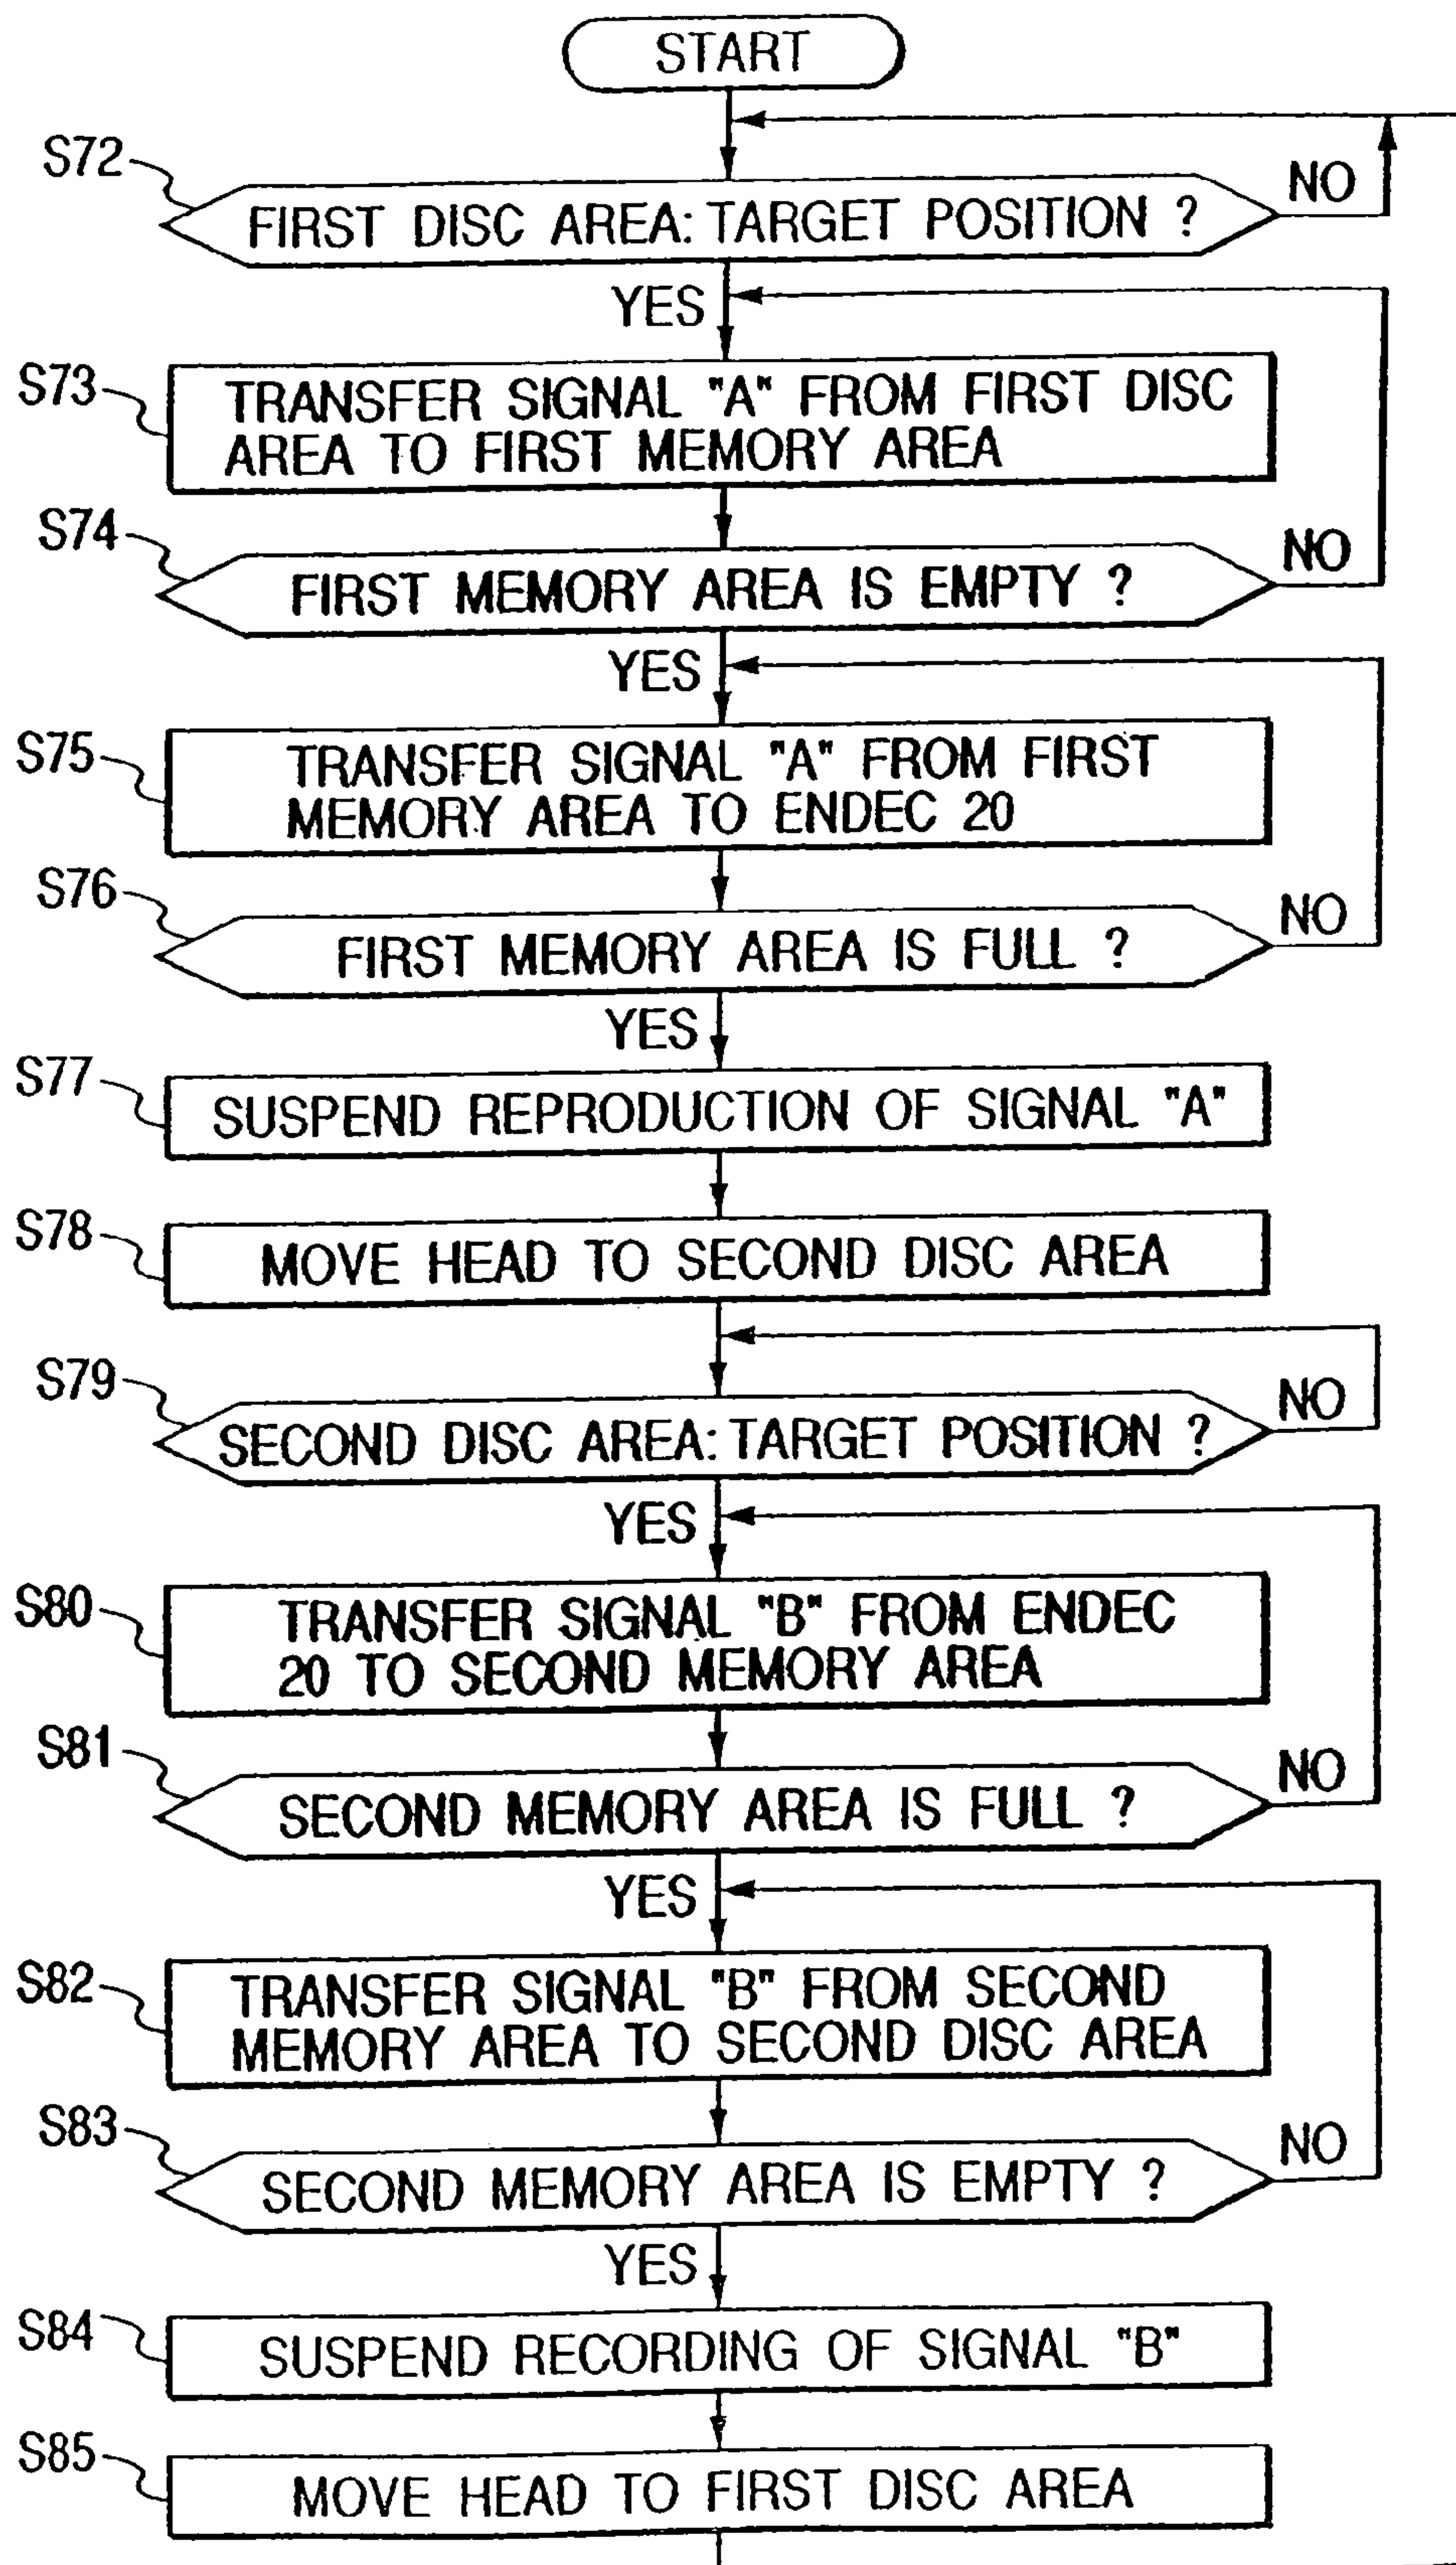 START
S72
FIRST DISC AREA: TARGET POSITION ?
NO
YES
S73
TRANSFER SIGNAL "A" FROM FIRST DISC
AREA TO FIRST MEMORY AREA
S74
FIRST MEMORY AREA IS EMPTY ?
NO
YES
S75
TRANSFER SIGNAL "A" FROM FIRST
MEMORY AREA TO ENDEC 20
S76
FIRST MEMORY AREA IS FULL ?
NO
YES
S77
SUSPEND REPRODUCTION OF SIGNAL "A"
S78
MOVE HEAD TO SECOND DISC AREA
S79
SECOND DISC AREA: TARGET POSITION ?
NO
YES
S80
TRANSFER SIGNAL "B" FROM ENDEC
20 TO SECOND MEMORY AREA
S81
SECOND MEMORY AREA IS FULL ?
NO
YES
S82
TRANSFER SIGNAL "B" FROM SECOND
MEMORY AREA TO SECOND DISC AREA
S83
SECOND MEMORY AREA IS EMPTY ?
NO
YES
S84
SUSPEND RECORDING OF SIGNAL "B"
S85
MOVE HEAD TO FIRST DISC AREA